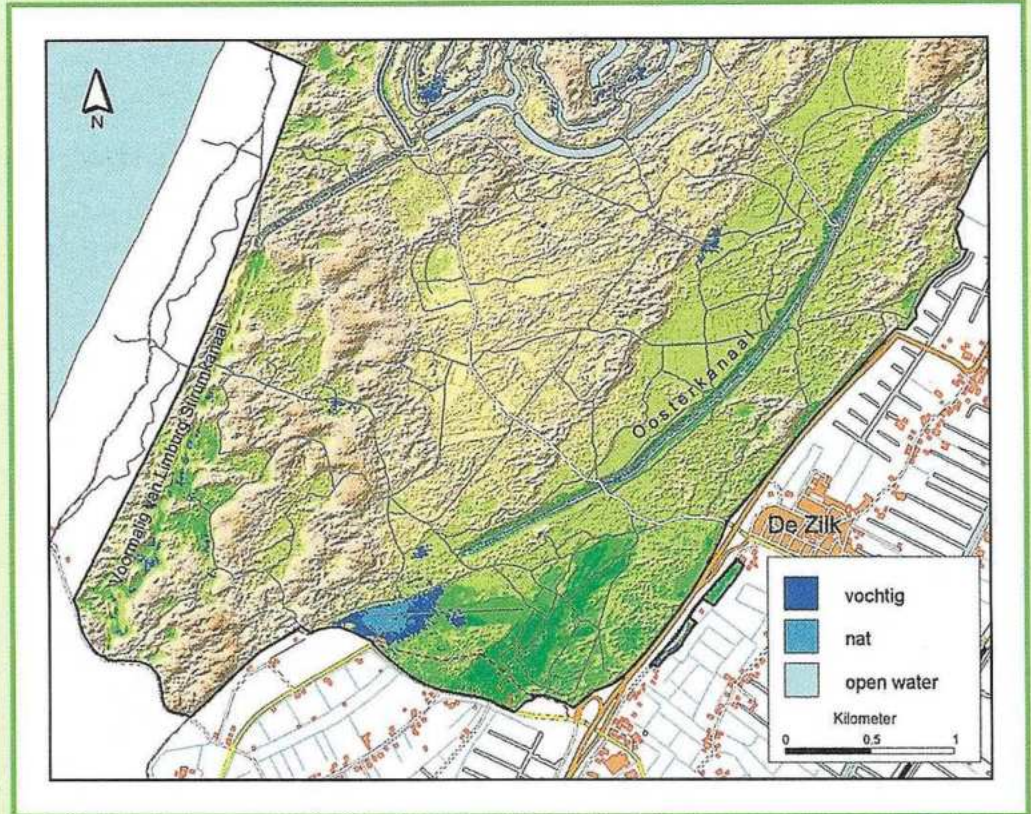 N
Voormalig van Limburg Stirumkanaal
Oosterkanaal
De Zilk
vochtig
nat
open water
Kilometer
0 0,5 1